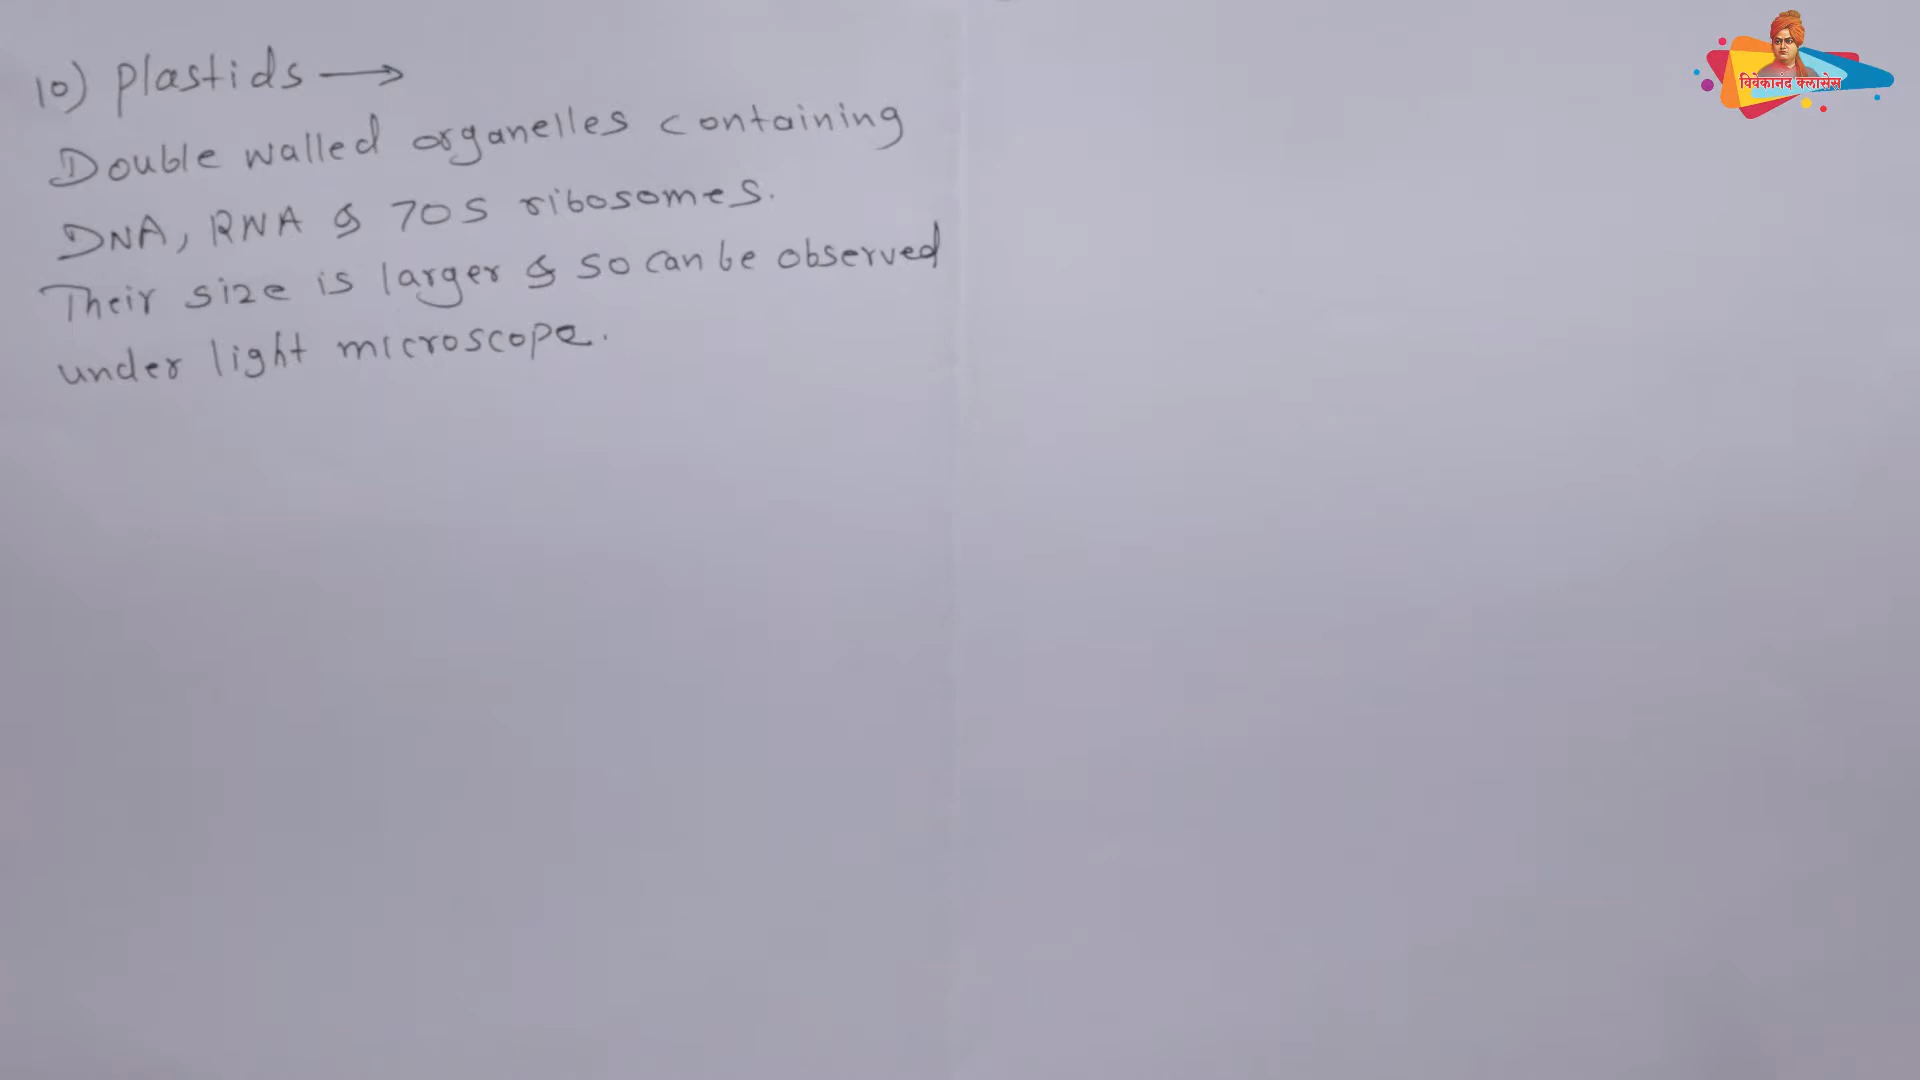 10) Plastids →
Double walled organelles containing
DNA, RNA & 70S ribosomes.
Their size is larger & so can be observed
under light microscope.
विवेकानंद क्लासेस